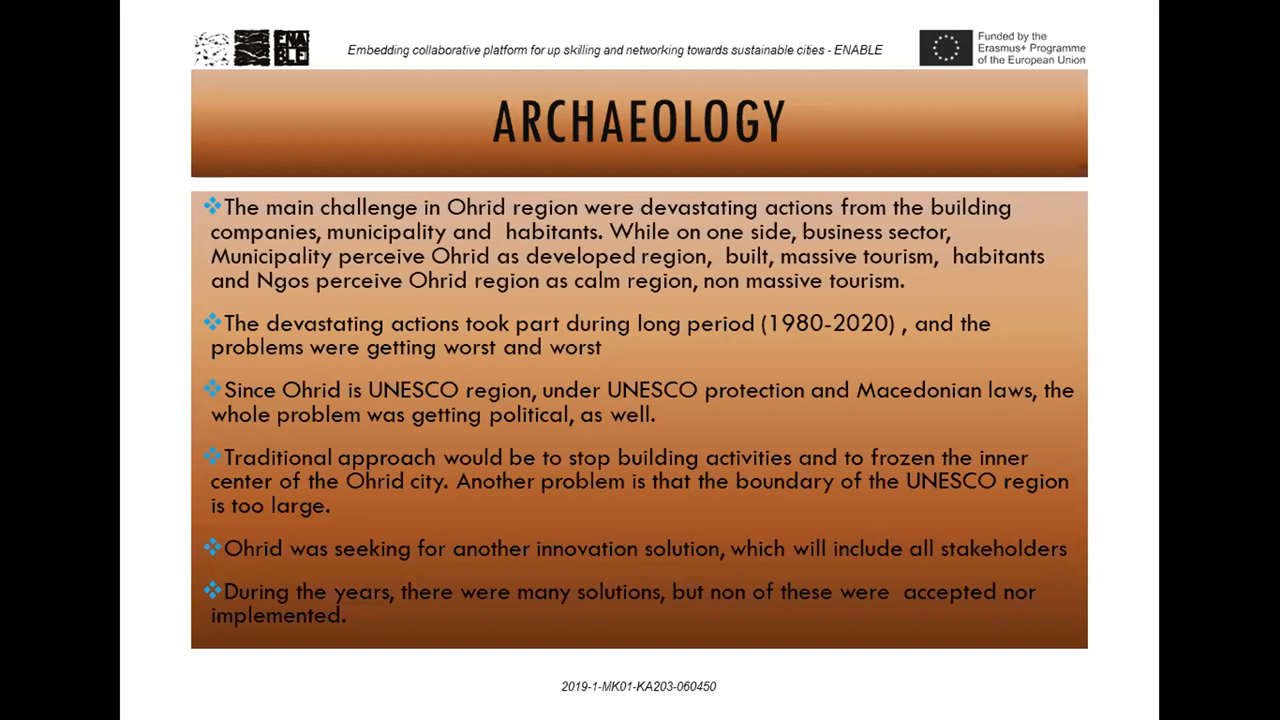 ENA
BLE
Embedding collaborative platform for up skilling and networking towards sustainable cities - ENABLE
Funded by the
Erasmus+ Programme
of the European Union
ARCHAEOLOGY
The main challenge in Ohrid region were devastating actions from the building
companies, municipality and habitants. While on one side, business sector,
Municipality perceive Ohrid as developed region, built, massive tourism, habitants
and Ngos perceive Ohrid region as calm region, non massive tourism.
The devastating actions took part during long period (1980-2020) , and the
problems were getting worst and worst
Since Ohrid is UNESCO region, under UNESCO protection and Macedonian laws, the
whole problem was getting political, as well.
Traditional approach would be to stop building activities and to frozen the inner
center of the Ohrid city. Another problem is that the boundary of the UNESCO region
is too large.
Ohrid was seeking for another innovation solution, which will include all stakeholders
During the years, there were many solutions, but non of these were accepted nor
implemented.
2019-1-MK01-KA203-060450